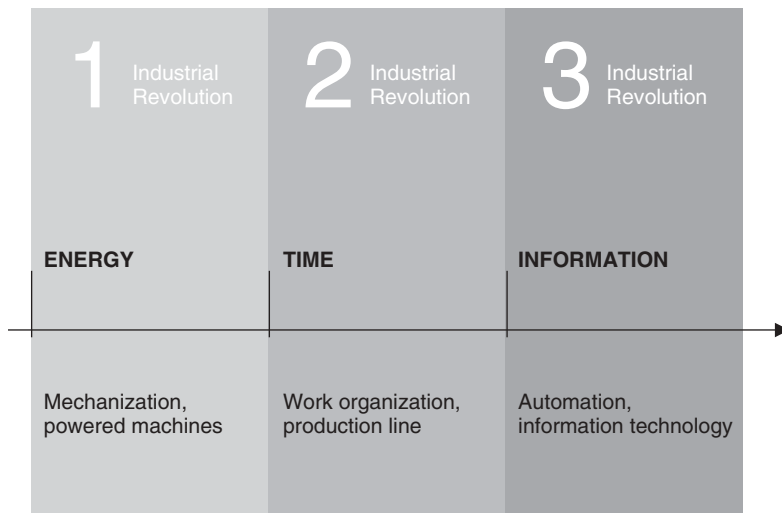 1 Industrial
Revolution
2 Industrial
Revolution
3 Industrial
Revolution
ENERGY
TIME
INFORMATION
Mechanization,
powered machines
Work organization,
production line
Automation,
information technology